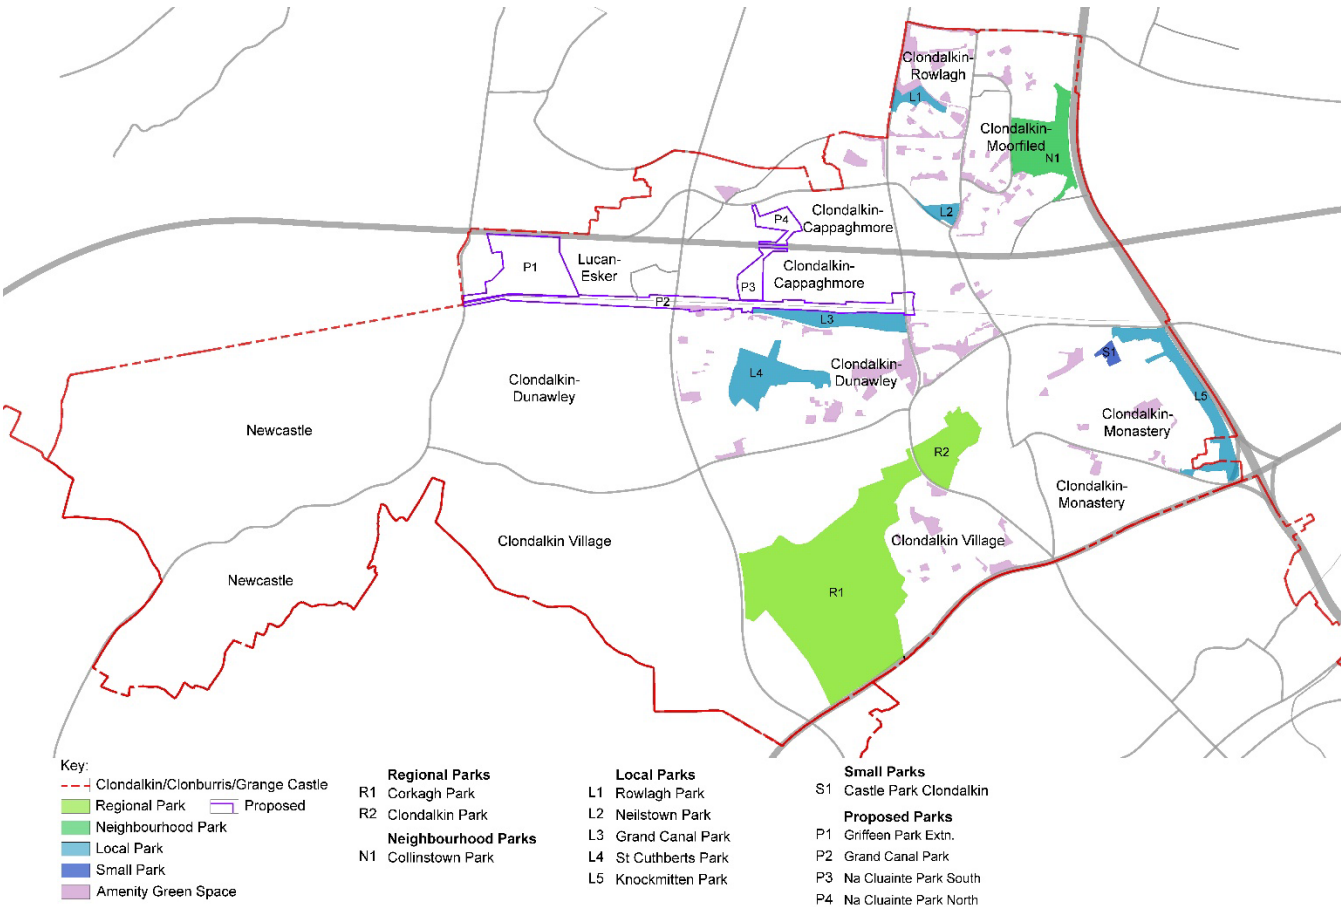 Clondalkin-
Rowlagh
L1
Clondalkin-
Moorfiled
N1
L2
P4
Clondalkin-
Cappaghmore
P1
Lucan-
Esker
Clondalkin-
Cappaghmore
P3
P2
L3
S1
L4
Clondalkin-
Dunawley
Clondalkin-
Dunawley
L5
Clondalkin-
Monastery
Newcastle
R2
Clondalkin-
Monastery
Clondalkin Village
Clondalkin Village
Newcastle
R1
Key:
Clondalkin/Clonburris/Grange Castle
Regional Park
Proposed
Neighbourhood Park
Local Park
Small Park
Amenity Green Space
Regional Parks
R1 Corkagh Park
R2 Clondalkin Park
Neighbourhood Parks
N1 Collinstown Park
Local Parks
L1 Rowlagh Park
L2 Neilstown Park
L3 Grand Canal Park
L4 St Cuthberts Park
L5 Knockmitten Park
Small Parks
S1 Castle Park Clondalkin
Proposed Parks
P1 Griffeen Park Extn.
P2 Grand Canal Park
P3 Na Cluainte Park South
P4 Na Cluainte Park North